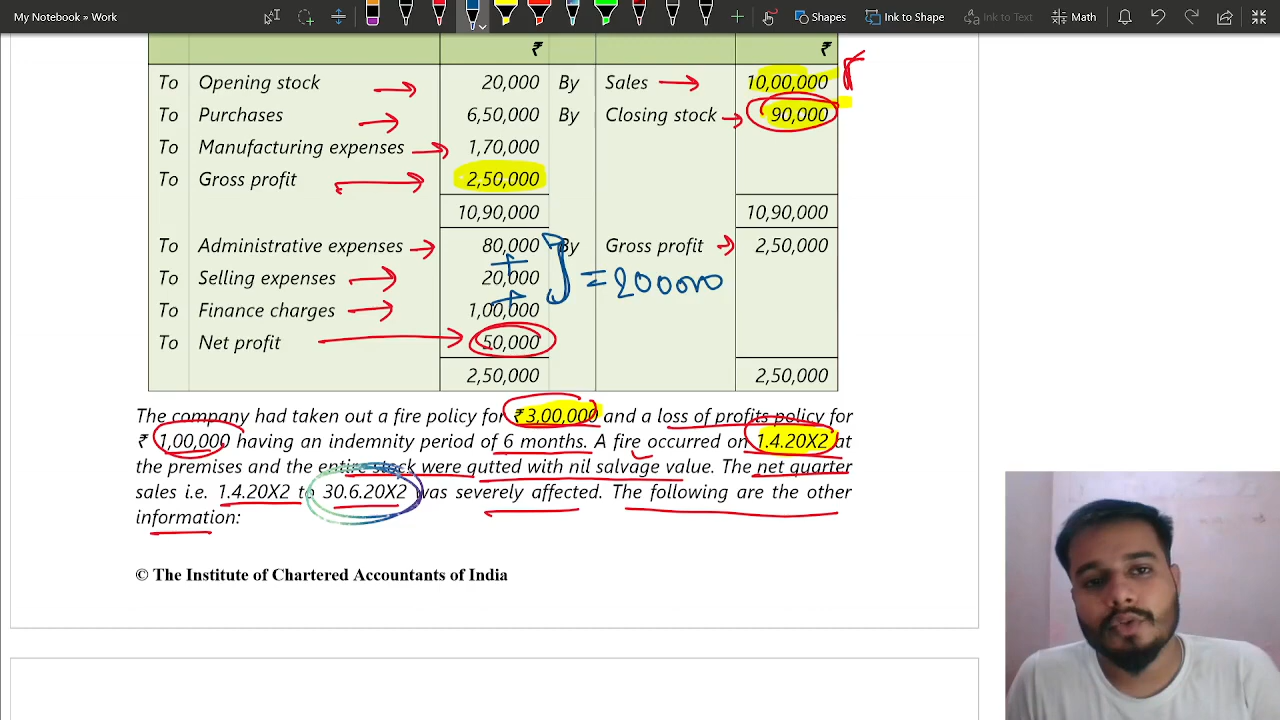 My Notebook » Work
Shapes Ink to Shape Ink to Text Math
₹ ₹
To Opening stock 20,000 By Sales 10,00,000
To Purchases 6,50,000 By Closing stock 90,000
To Manufacturing expenses 1,70,000
To Gross profit 2,50,000
10,90,000 10,90,000
To Administrative expenses 80,000 By Gross profit 2,50,000
To Selling expenses 20,000 = 200000
To Finance charges 1,00,000
To Net profit 50,000
2,50,000 2,50,000
The company had taken out a fire policy for ₹ 3,00,000 and a loss of profits policy for
₹ 1,00,000 having an indemnity period of 6 months. A fire occurred on 1.4.20X2 at
the premises and the entire stock were gutted with nil salvage value. The net quarter
sales i.e. 1.4.20X2 to 30.6.20X2 was severely affected. The following are the other
information:
© The Institute of Chartered Accountants of India